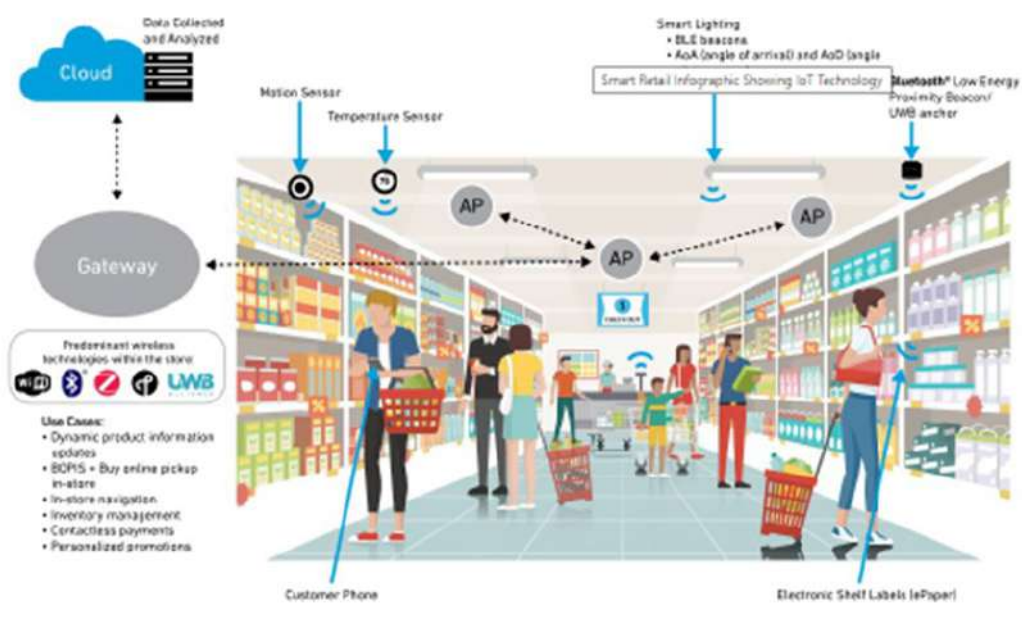 Data Collected
and Analyzed
Cloud
Smart Lighting
• BLE beacons
• AoA (angle of arrival) and AoD (angle
Smart Retail Infographic Showing IoT Technology
Bluetooth® Low Energy
Proximity Beacon/
UWB anchor
Motion Sensor
Temperature Sensor
70
AP
AP
AP
Gateway
Predominant wireless
technologies within the store
WiFi
UWB
ALLIANCE
Use Cases:
• Dynamic product information
updates
• BOPIS - Buy online pickup
in-store
• In-store navigation
• Inventory management
• Contactless payments
• Personalized promotions
$
%
%
%
%
%
Customer Phone
Electronic Shelf Labels (ePaper)